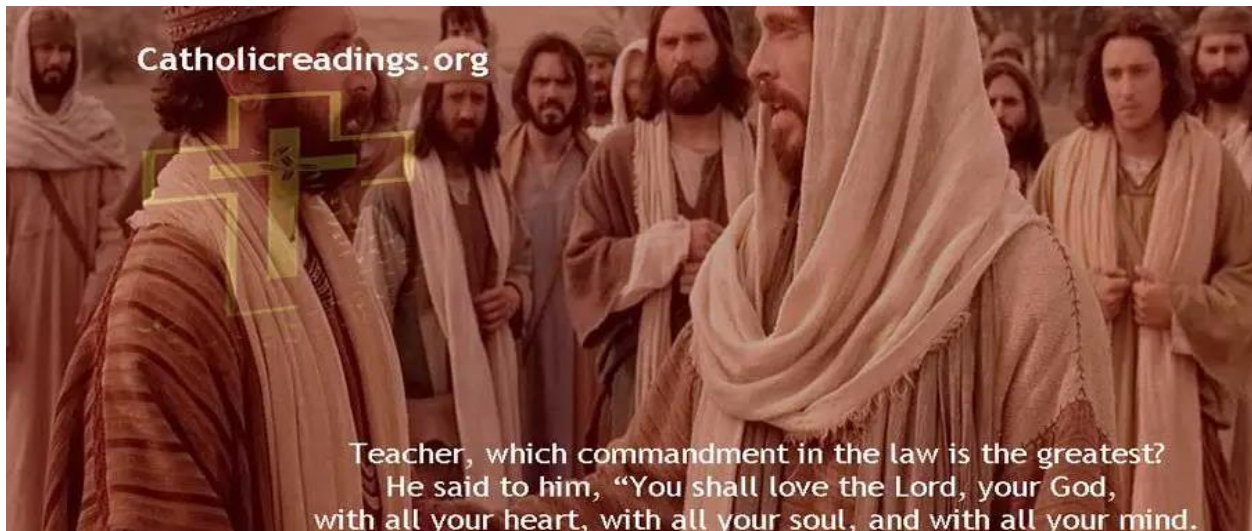 Catholicreadings.org
Teacher, which commandment in the law is the greatest?
He said to him, “You shall love the Lord, your God,
with all your heart, with all your soul, and with all your mind.